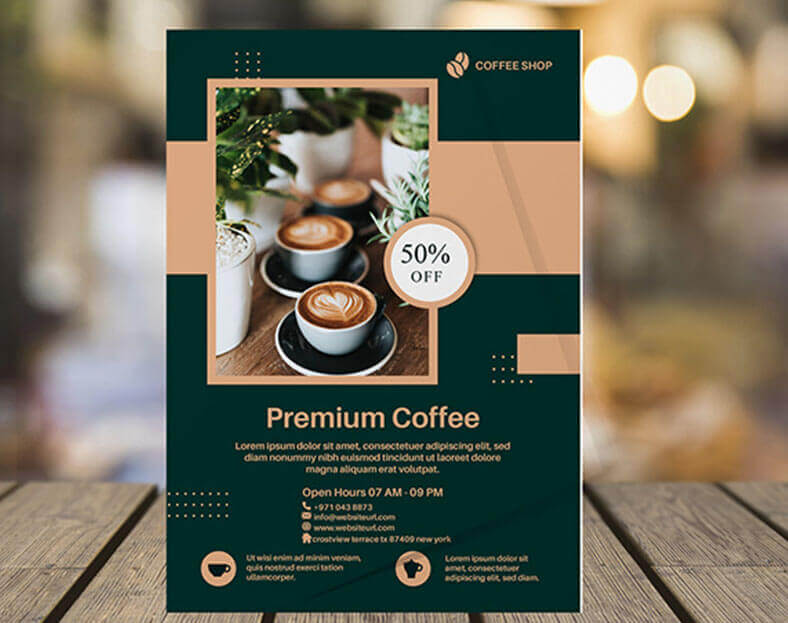 COFFEE SHOP
50%
OFF
Premium Coffee
Lorem ipsum dolor sit amet, consectetuer adipiscing elit, sed
diam nonummy nibh euismod tincidunt ut laoreet dolore
magna aliquam erat volutpat.
Open Hours 07 AM - 09 PM
+971 043 8873
info@websiteurl.com
www.websiteurl.com
crostview terrace tx 87409 new york
Ut wisi enim ad minim veniam,
quis nostrud exerci tation
ullamcorper.
Lorem ipsum dolor
sit amet, consectetuer
adipiscing elit, sed.